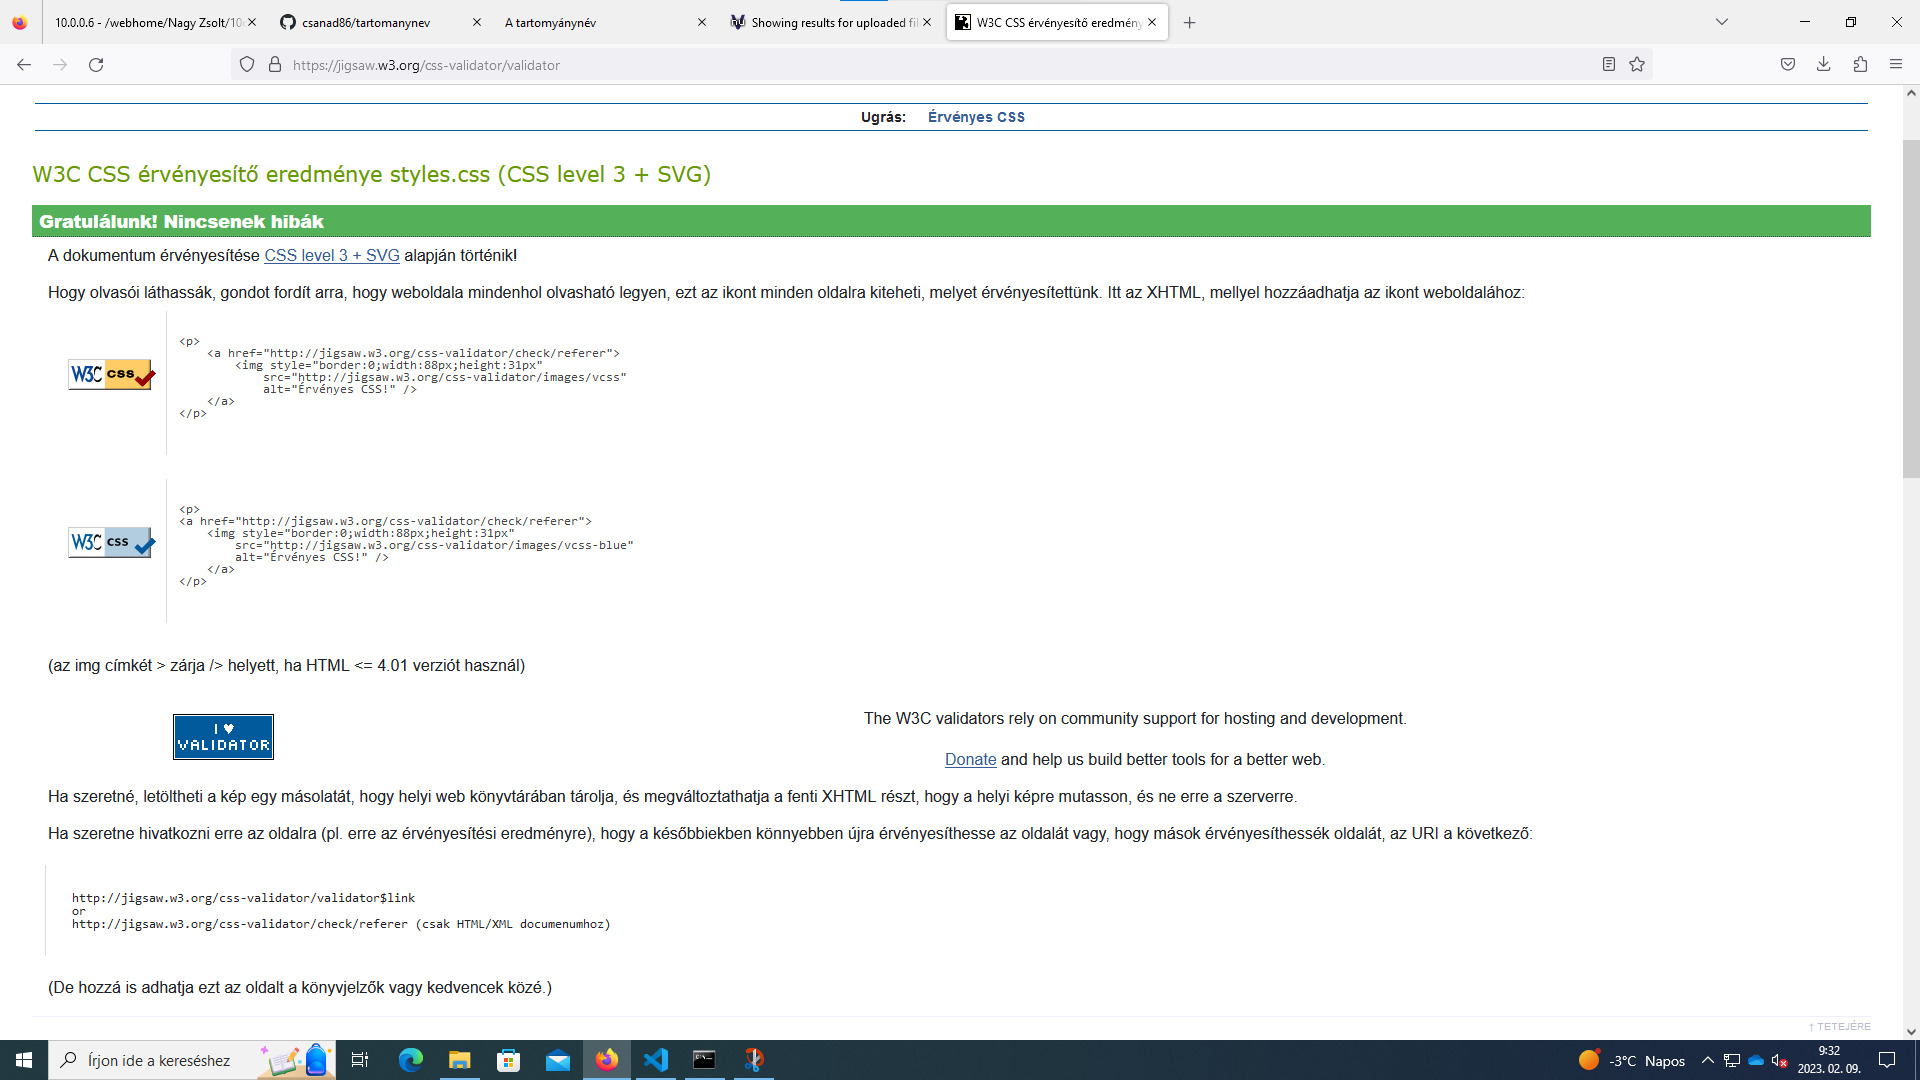 10.0.0.6 - /webhome/Nagy Zsolt/10
csanad86/tartomanynev
A tartomyánynév
Showing results for uploaded fil
W3C CSS érvényesítő eredmény
https://jigsaw.w3.org/css-validator/validator
Ugrás: Érvényes CSS
W3C CSS érvényesítő eredménye styles.css (CSS level 3 + SVG)
Gratulálunk! Nincsenek hibák
A dokumentum érvényesítése CSS level 3 + SVG alapján történik!
Hogy olvasói láthassák, gondot fordít arra, hogy weboldala mindenhol olvasható legyen, ezt az ikont minden oldalra kiteheti, melyet érvényesítettünk. Itt az XHTML, mellyel hozzáadhatja az ikont weboldalához:
W3C css
<p>
<a href="http://jigsaw.w3.org/css-validator/check/referer">
<img style="border:0;width:88px;height:31px"
src="http://jigsaw.w3.org/css-validator/images/vcss"
alt="Érvényes CSS!" />
</a>
</p>
W3C css
<p>
<a href="http://jigsaw.w3.org/css-validator/check/referer">
<img style="border:0;width:88px;height:31px"
src="http://jigsaw.w3.org/css-validator/images/vcss-blue"
alt="Érvényes CSS!" />
</a>
</p>
(az img címkét > zárja /> helyett, ha HTML <= 4.01 verziót használ)
I ♥
VALIDATOR
The W3C validators rely on community support for hosting and development.
Donate and help us build better tools for a better web.
Ha szeretné, letöltheti a kép egy másolatát, hogy helyi web könyvtárában tárolja, és megváltoztathatja a fenti XHTML részt, hogy a helyi képre mutasson, és ne erre a szerverre.
Ha szeretne hivatkozni erre az oldalra (pl. erre az érvényesítési eredményre), hogy a későbbiekben könnyebben újra érvényesíthesse az oldalát vagy, hogy mások érvényesíthessék oldalát, az URI a következő:
http://jigsaw.w3.org/css-validator/validator$link
or
http://jigsaw.w3.org/css-validator/check/referer (csak HTML/XML documenumhoz)
(De hozzá is adhatja ezt az oldalt a könyvjelzők vagy kedvencek közé.)
↑ TETEJÉRE
Írjon ide a kereséshez
-3°C Napos
9:32
2023. 02. 09.